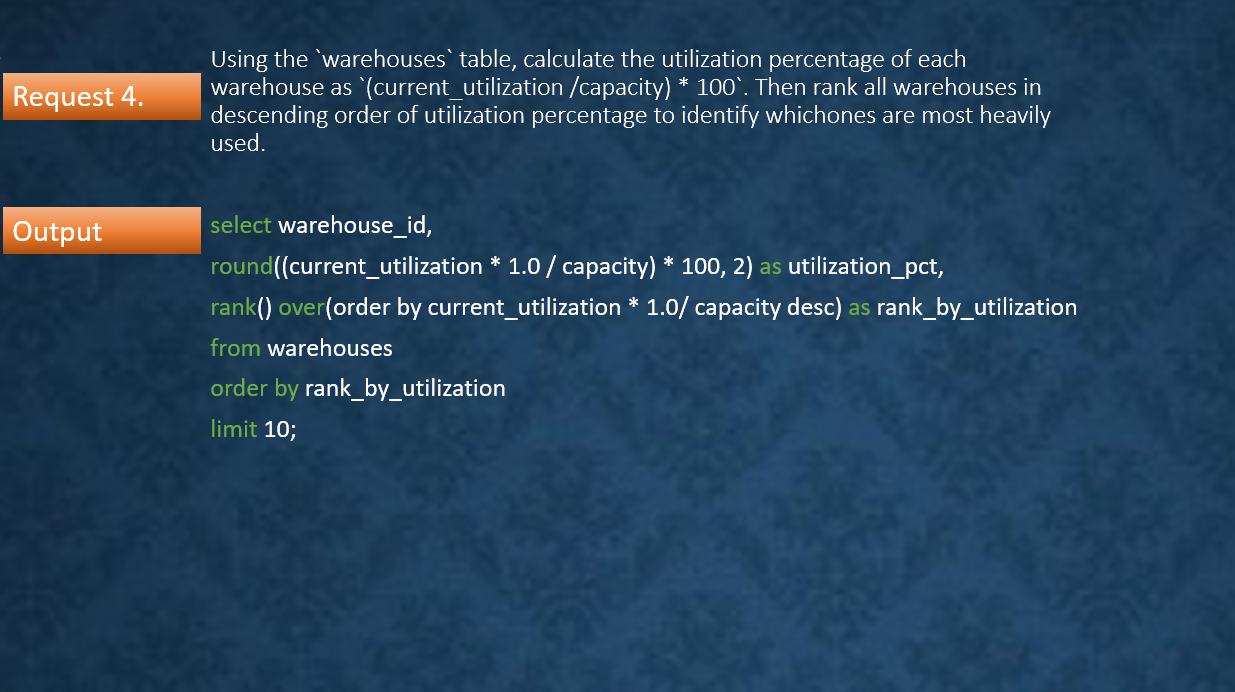 Using the `warehouses` table, calculate the utilization percentage of each
Request 4.
warehouse as `(current_utilization /capacity) * 100`. Then rank all warehouses in
descending order of utilization percentage to identify whichones are most heavily
used.
Output
select warehouse_id,
round((current_utilization * 1.0 / capacity) * 100, 2) as utilization_pct,
rank() over(order by current_utilization * 1.0/ capacity desc) as rank_by_utilization
from warehouses
order by rank_by_utilization
limit 10;